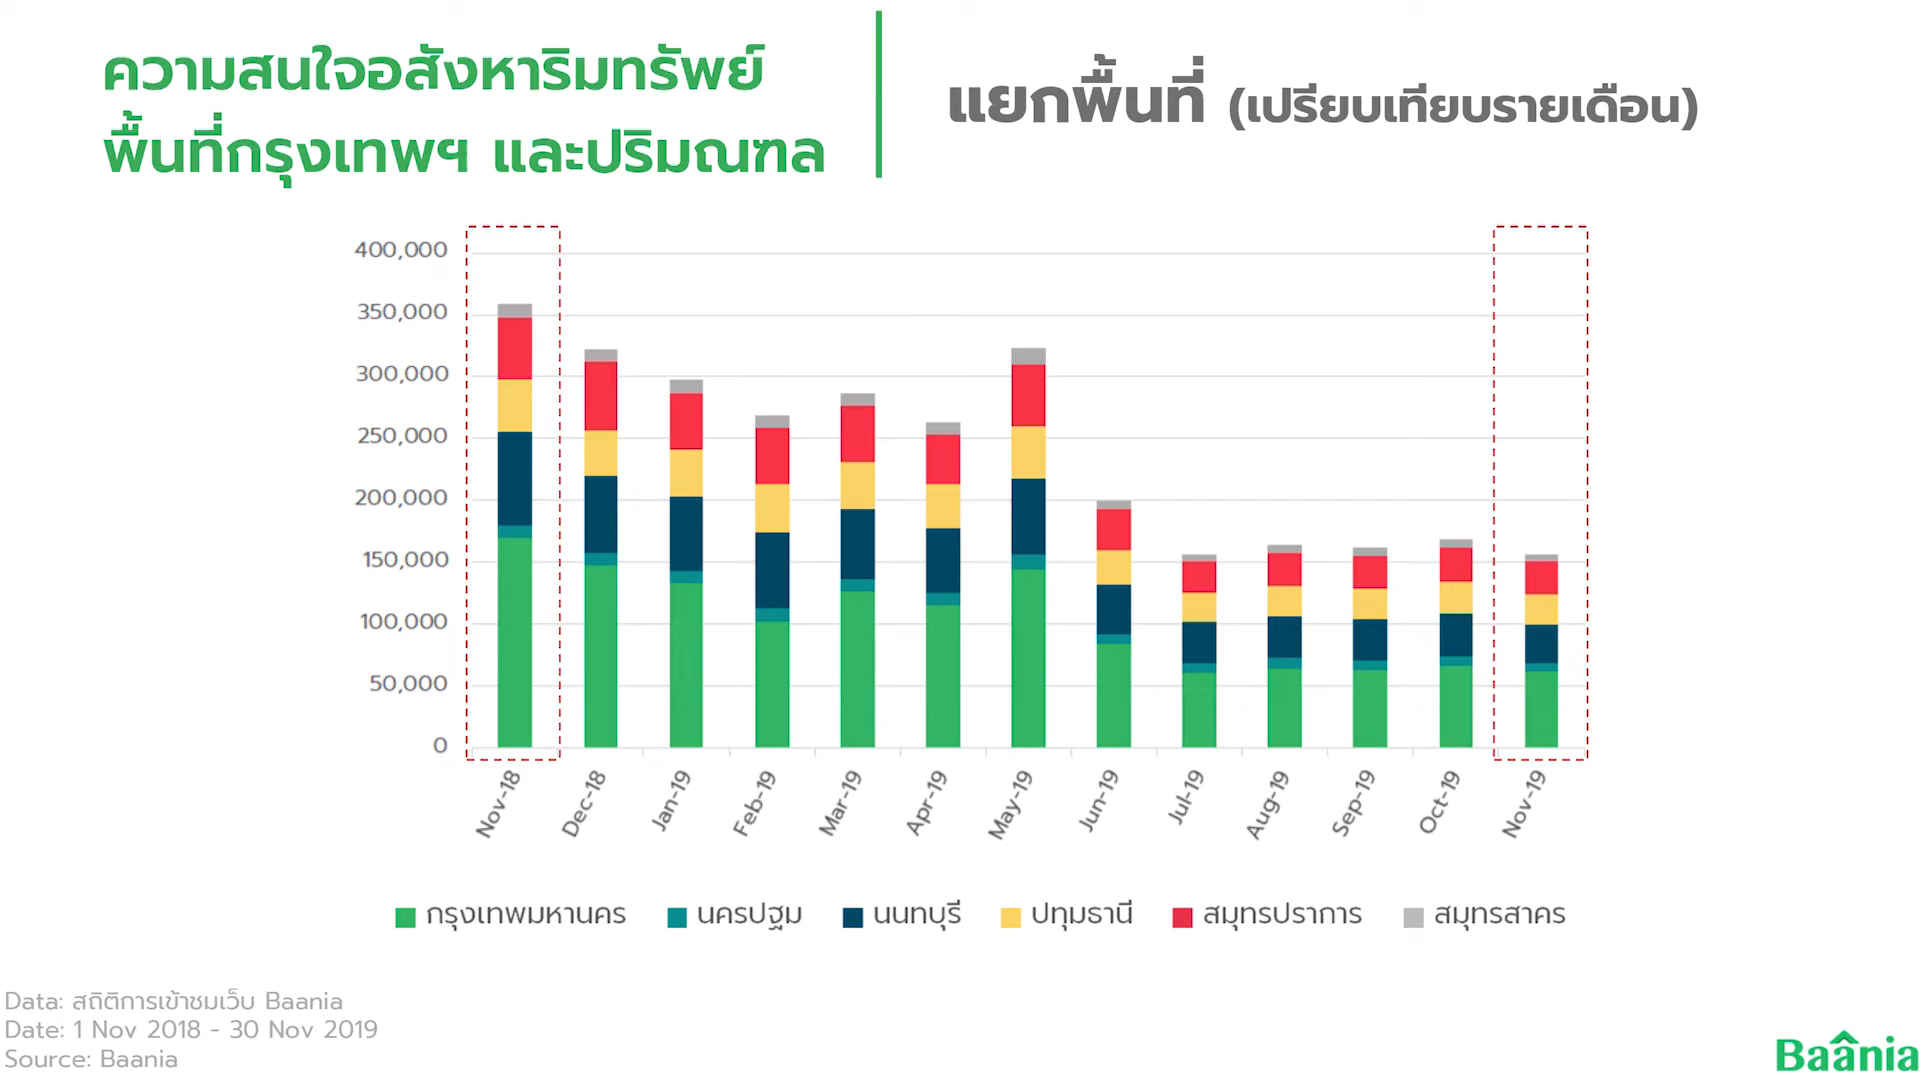 ความสนใจอสังหาริมทรัพย์
พื้นที่กรุงเทพฯ และปริมณฑล
แยกพื้นที่ (เปรียบเทียบรายเดือน)
400,000
350,000
300,000
250,000
200,000
150,000
100,000
50,000
0
Nov-18
Dec-18
Jan-19
Feb-19
Mar-19
Apr-19
May-19
Jun-19
Jul-19
Aug-19
Sep-19
Oct-19
Nov-19
กรุงเทพมหานคร นครปฐม นนทบุรี ปทุมธานี สมุทรปราการ สมุทรสาคร
Data: สถิติการเข้าชมเว็บ Baania
Date: 1 Nov 2018 - 30 Nov 2019
Source: Baania
Baânia